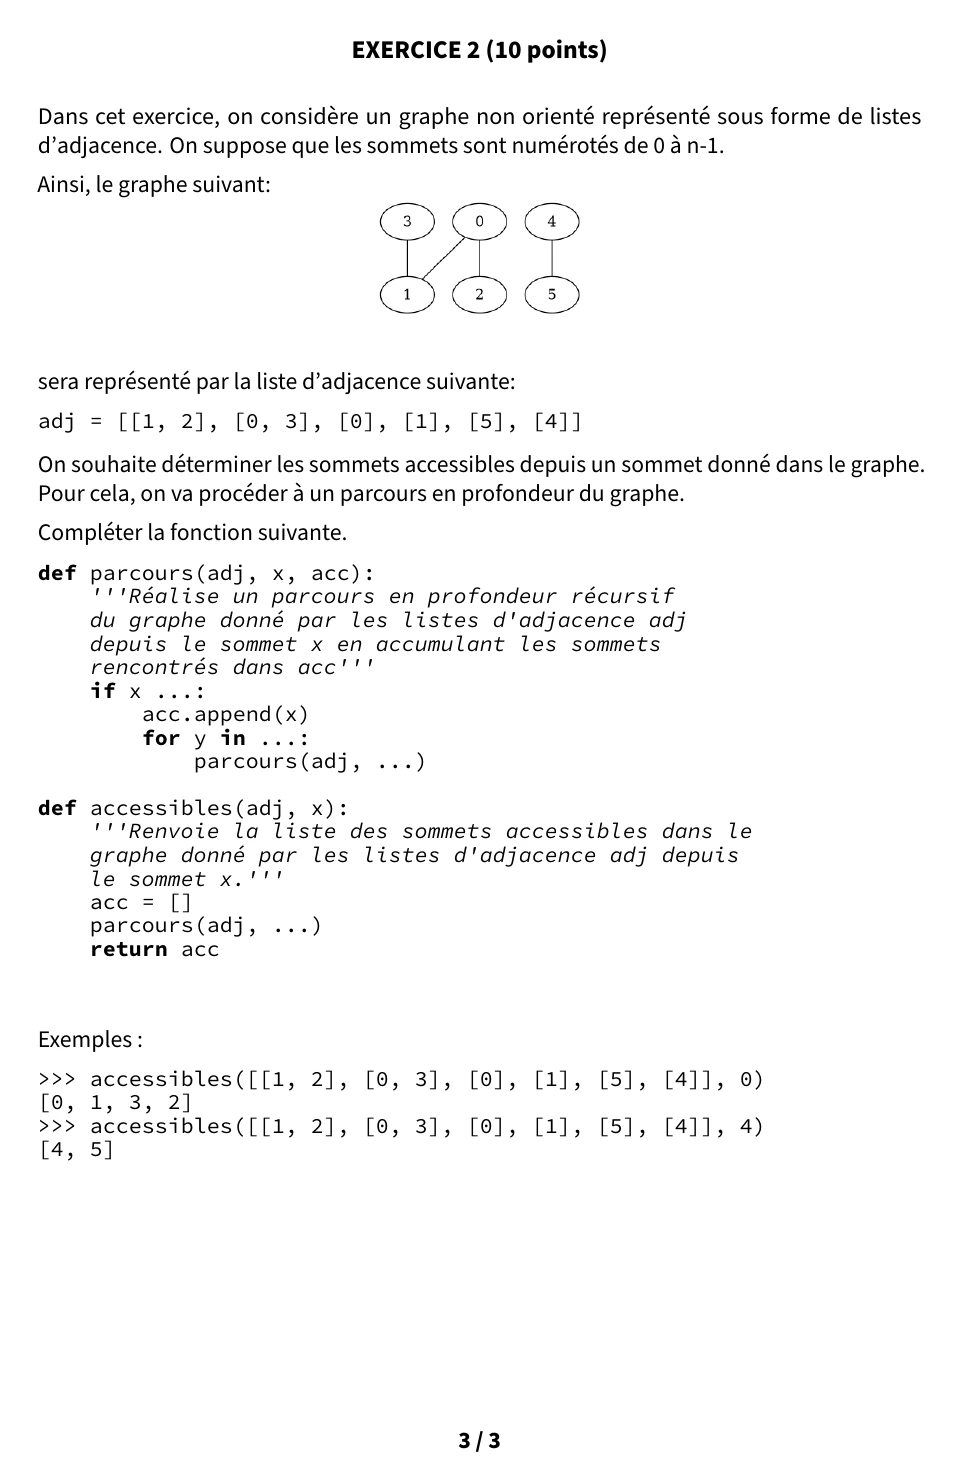 EXERCICE 2 (10 points)
Dans cet exercice, on considère un graphe non orienté représenté sous forme de listes
d’adjacence. On suppose que les sommets sont numérotés de 0 à n-1.
Ainsi, le graphe suivant:
3 0 4
1 2 5
sera représenté par la liste d’adjacence suivante:
adj = [[1, 2], [0, 3], [0], [1], [5], [4]]
On souhaite déterminer les sommets accessibles depuis un sommet donné dans le graphe.
Pour cela, on va procéder à un parcours en profondeur du graphe.
Compléter la fonction suivante.
def parcours(adj, x, acc):
    '''Réalise un parcours en profondeur récursif
    du graphe donné par les listes d'adjacence adj
    depuis le sommet x en accumulant les sommets
    rencontrés dans acc'''
    if x ...:
        acc.append(x)
        for y in ...:
            parcours(adj, ...)
def accessibles(adj, x):
    '''Renvoie la liste des sommets accessibles dans le
    graphe donné par les listes d'adjacence adj depuis
    le sommet x.'''
    acc = []
    parcours(adj, ...)
    return acc
Exemples :
>>> accessibles([[1, 2], [0, 3], [0], [1], [5], [4]], 0)
[0, 1, 3, 2]
>>> accessibles([[1, 2], [0, 3], [0], [1], [5], [4]], 4)
[4, 5]
3 / 3